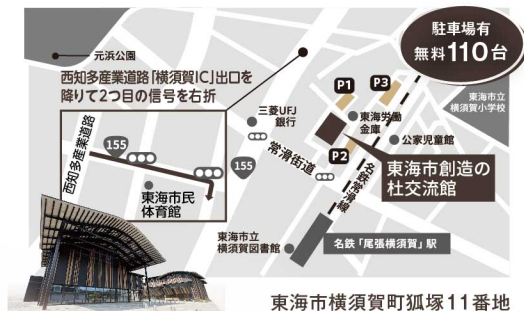 元浜公園
西知多産業道路「横須賀IC」出口を
降りて2つ目の信号を右折
駐車場有
無料110台
P1
P3
東海市立
横須賀小学校
三菱UFJ
銀行
東海労働
金庫
公家児童館
西知多産業道路
155
155
常滑街道
P2
名鉄常滑線
東海市創造の
杜交流館
東海市民
体育館
東海市立
横須賀図書館
名鉄「尾張横須賀」駅
東海市横須賀町狐塚11番地